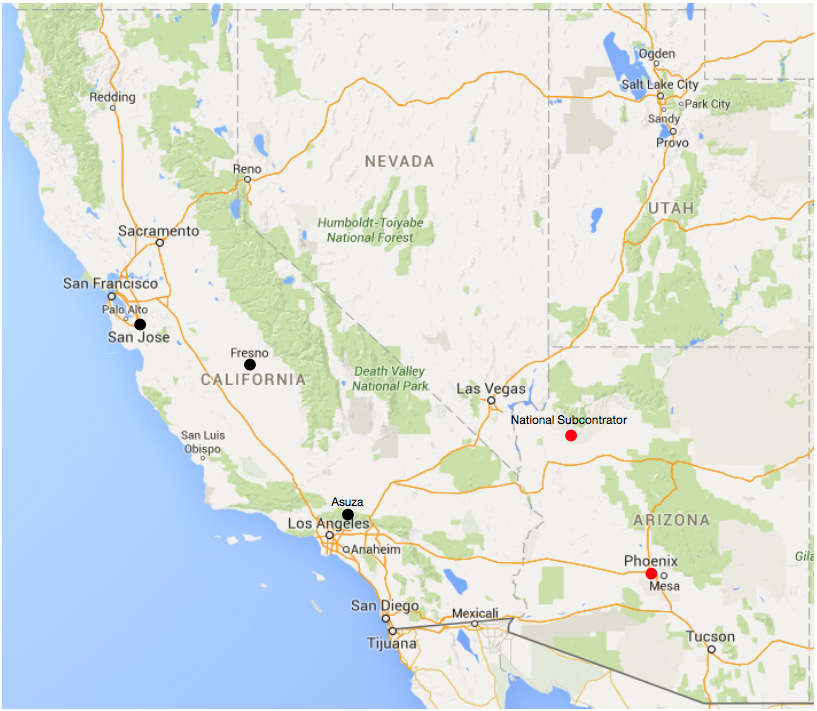 Ogden
Salt Lake City
Park City
Sandy
Provo
Redding
NEVADA
Reno
UTAH
Humboldt-Toiyabe
National Forest
Sacramento
San Francisco
Palo Alto
San Jose
Fresno
CALIFORNIA
Death Valley
National Park
Las Vegas
National Subcontrator
San Luis
Obispo
Asuza
Los Angeles
Anaheim
ARIZONA
Phoenix
Mesa
Gila
San Diego
Mexicali
Tijuana
Tucson